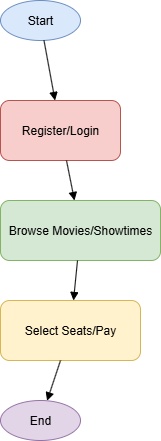 Start
Register/Login
Browse Movies/Showtimes
Select Seats/Pay
End